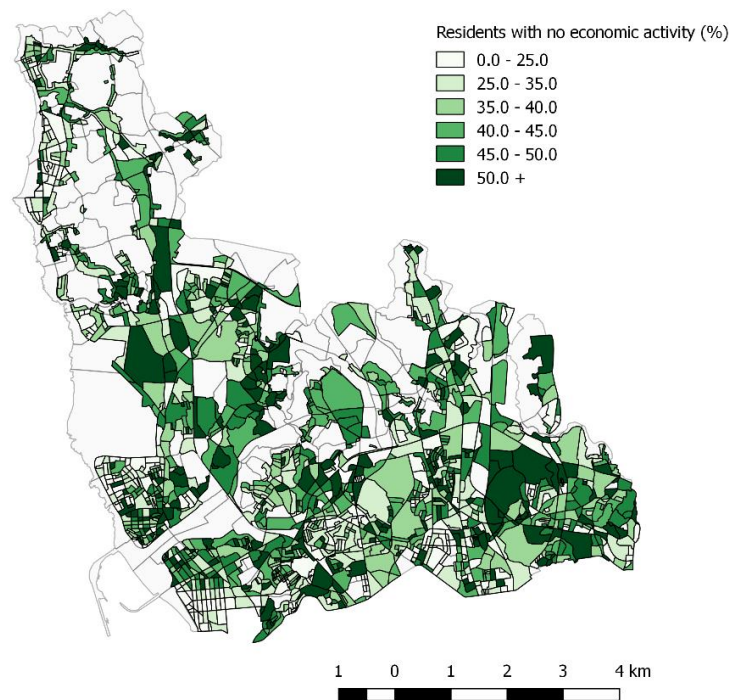 Residents with no economic activity (%)
0.0 - 25.0
25.0 - 35.0
35.0 - 40.0
40.0 - 45.0
45.0 - 50.0
50.0 +
1 0 1 2 3 4 km